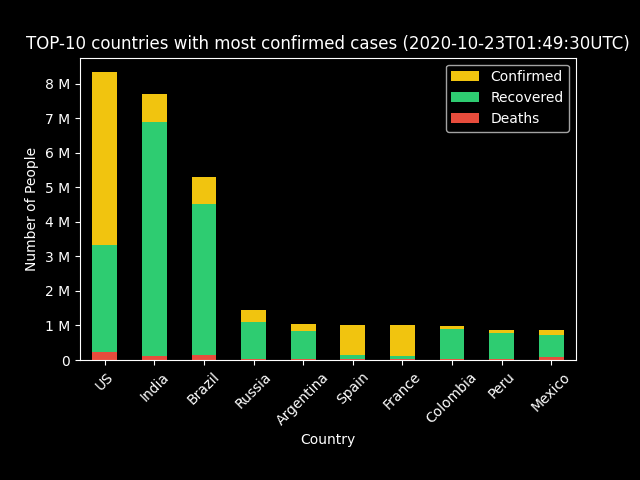 TOP-10 countries with most confirmed cases (2020-10-23T01:49:30UTC)
Confirmed
Recovered
Deaths
Number of People
8 M
7 M
6 M
5 M
4 M
3 M
2 M
1 M
0
US
India
Brazil
Russia
Argentina
Spain
France
Colombia
Peru
Mexico
Country